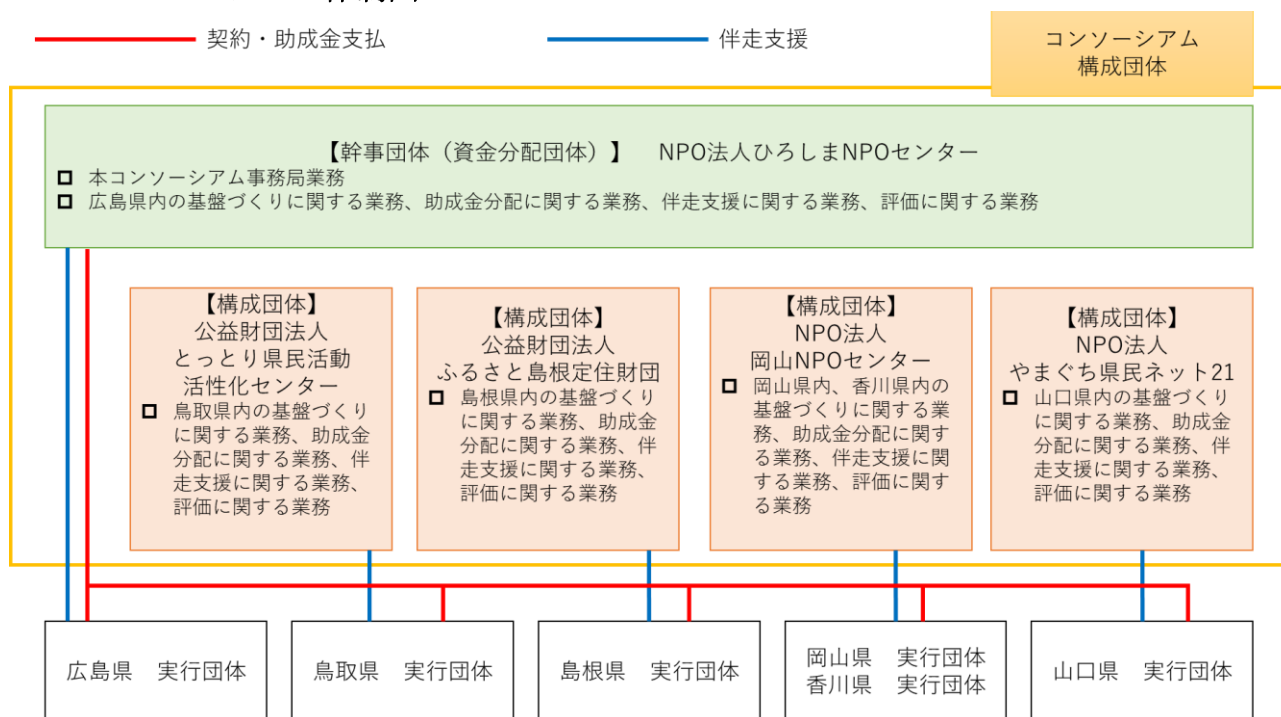 契約・助成金支払
伴走支援
コンソーシアム
構成団体
【幹事団体（資金分配団体）】　NPO法人ひろしまNPOセンター
本コンソーシアム事務局業務
広島県内の基盤づくりに関する業務、助成金分配に関する業務、伴走支援に関する業務、評価に関する業務
【構成団体】
公益財団法人
とっとり県民活動
活性化センター
鳥取県内の基盤づくり
に関する業務、助成金
分配に関する業務、伴
走支援に関する業務、
評価に関する業務
【構成団体】
公益財団法人
ふるさと島根定住財団
島根県内の基盤づくり
に関する業務、助成金
分配に関する業務、伴
走支援に関する業務、
評価に関する業務
【構成団体】
NPO法人
岡山NPOセンター
岡山県内、香川県内の
基盤づくりに関する業
務、助成金分配に関す
る業務、伴走支援に関
する業務、評価に関す
る業務
【構成団体】
NPO法人
やまぐち県民ネット21
山口県内の基盤づくり
に関する業務、助成金
分配に関する業務、伴
走支援に関する業務、
評価に関する業務
広島県　実行団体
鳥取県　実行団体
島根県　実行団体
岡山県　実行団体
香川県　実行団体
山口県　実行団体